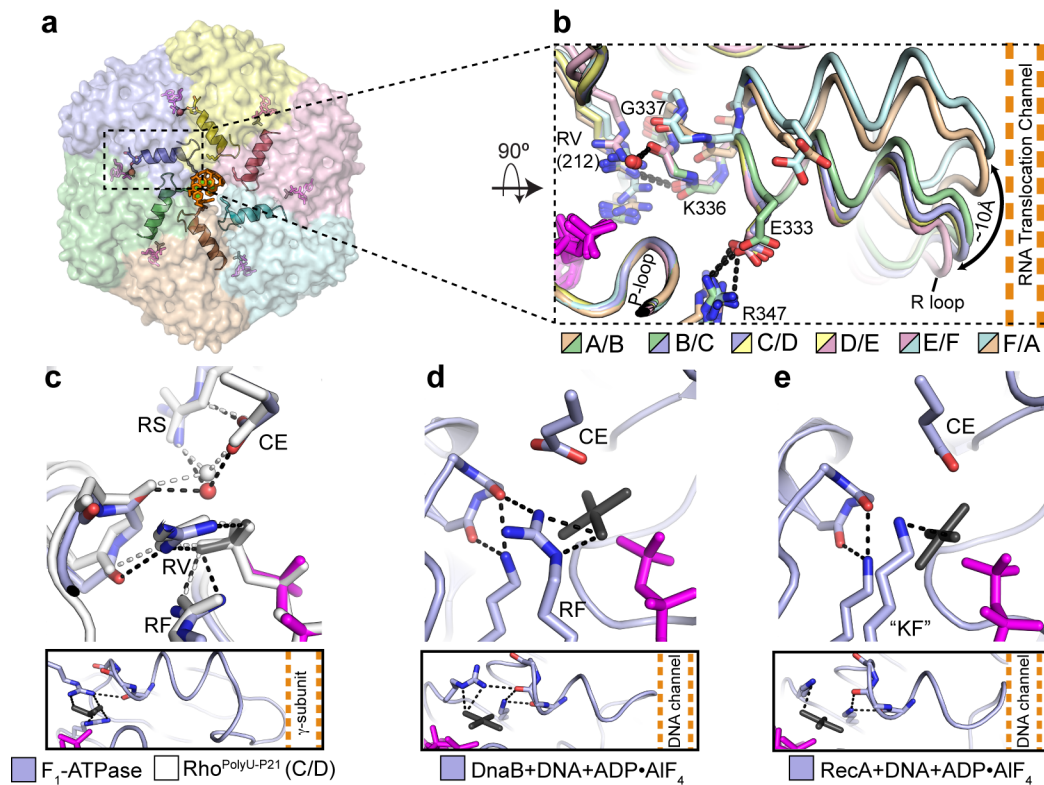 a
b
90º
G337
RV
(212)
K336
E333
P-loop
R347
~10Å
R loop
RNA Translocation Channel
A/B
B/C
C/D
D/E
E/F
F/A
c
RS
CE
RV
RF
γ-subunit
F1-ATPase
RhoPolyU-P21 (C/D)
d
CE
RF
DNA channel
DnaB+DNA+ADP•AlF4
e
CE
“KF”
DNA channel
RecA+DNA+ADP•AlF4